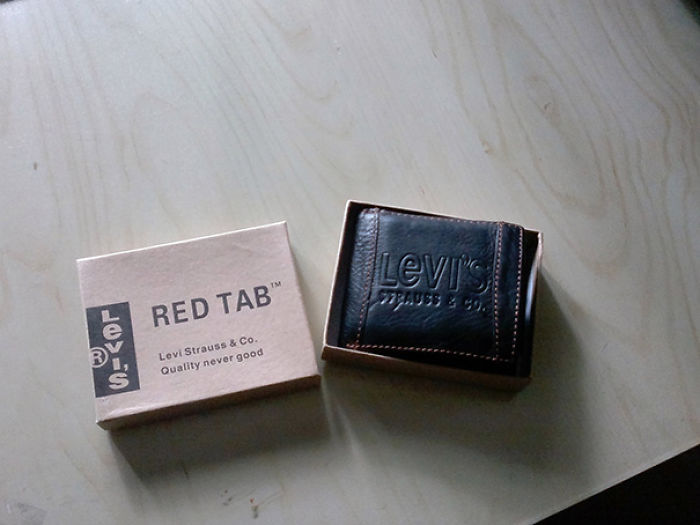 Levi's
®
RED TAB™
Levi Strauss & Co.
Quality never good
LEVI'S
STRAUSS & CO.